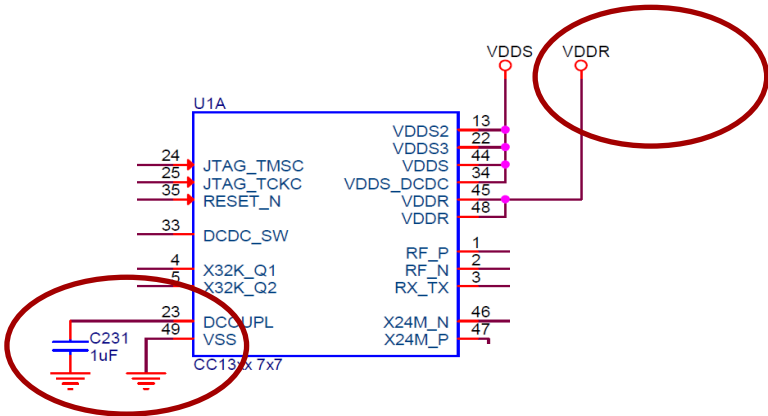 VDDS VDDR
U1A
13 VDDS2
22 VDDS3
24 JTAG_TMSC 44 VDDS
25 JTAG_TCKC 34 VDDS_DCDC
35 RESET_N 45 VDDR
48 VDDR
33 DCDC_SW
1 RF_P
4 X32K_Q1 2 RF_N
5 X32K_Q2 3 RX_TX
23 DCOUPL 46 X24M_N
C231 49 VSS 47 X24M_P
1uF
CC13xx 7x7